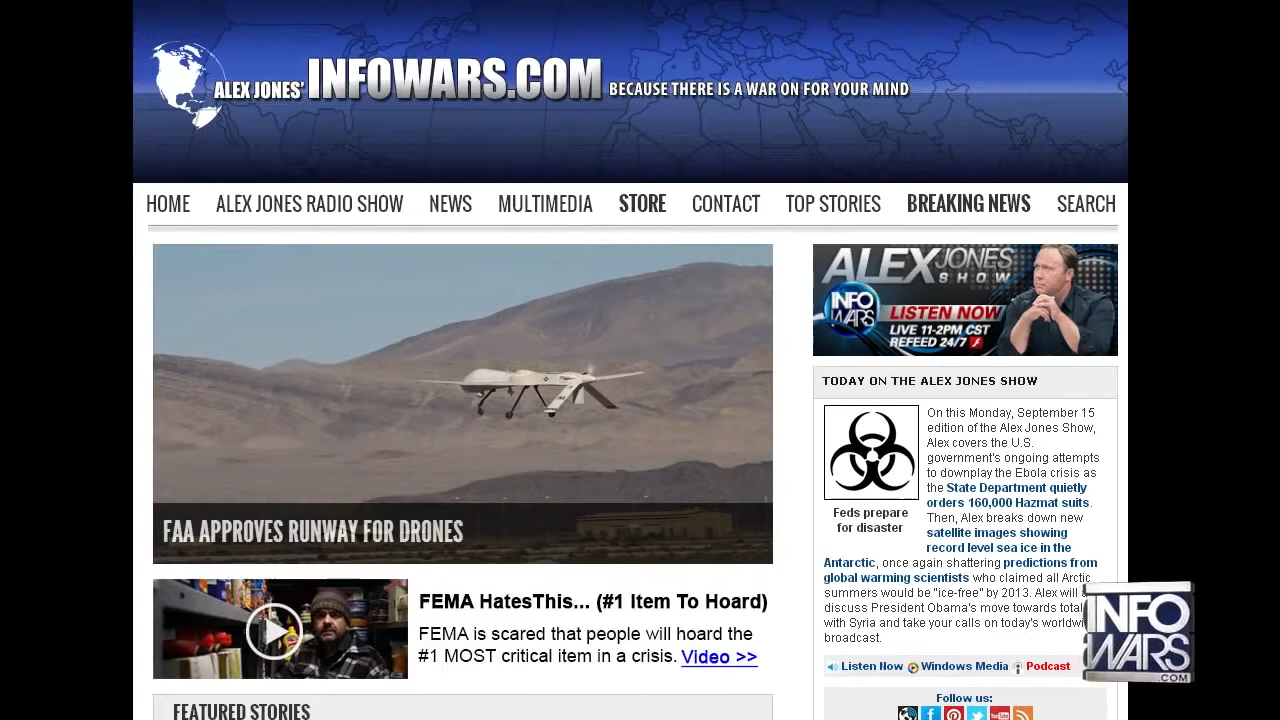 ALEX JONES' INFOWARS.COM BECAUSE THERE IS A WAR ON FOR YOUR MIND
HOME ALEX JONES RADIO SHOW NEWS MULTIMEDIA STORE CONTACT TOP STORIES BREAKING NEWS SEARCH
FAA APPROVES RUNWAY FOR DRONES
FEMA HatesThis... (#1 Item To Hoard)
FEMA is scared that people will hoard the
#1 MOST critical item in a crisis. Video >>
FEATURED STORIES
ALEX JONES
SHOW
INFO
WARS
LISTEN NOW
LIVE 11-2PM CST
REFEED 24/7
TODAY ON THE ALEX JONES SHOW
Feds prepare
for disaster
On this Monday, September 15
edition of the Alex Jones Show,
Alex covers the U.S.
government's ongoing attempts
to downplay the Ebola crisis as
the State Department quietly
orders 160,000 Hazmat suits.
Then, Alex breaks down new
satellite images showing
record level sea ice in the
Antarctic, once again shattering predictions from
global warming scientists who claimed all Arctic
summers would be "ice-free" by 2013. Alex will
discuss President Obama's move towards total
with Syria and take your calls on today's worldw
broadcast.
Listen Now Windows Media Podcast
Follow us:
INFO
WARS
.COM